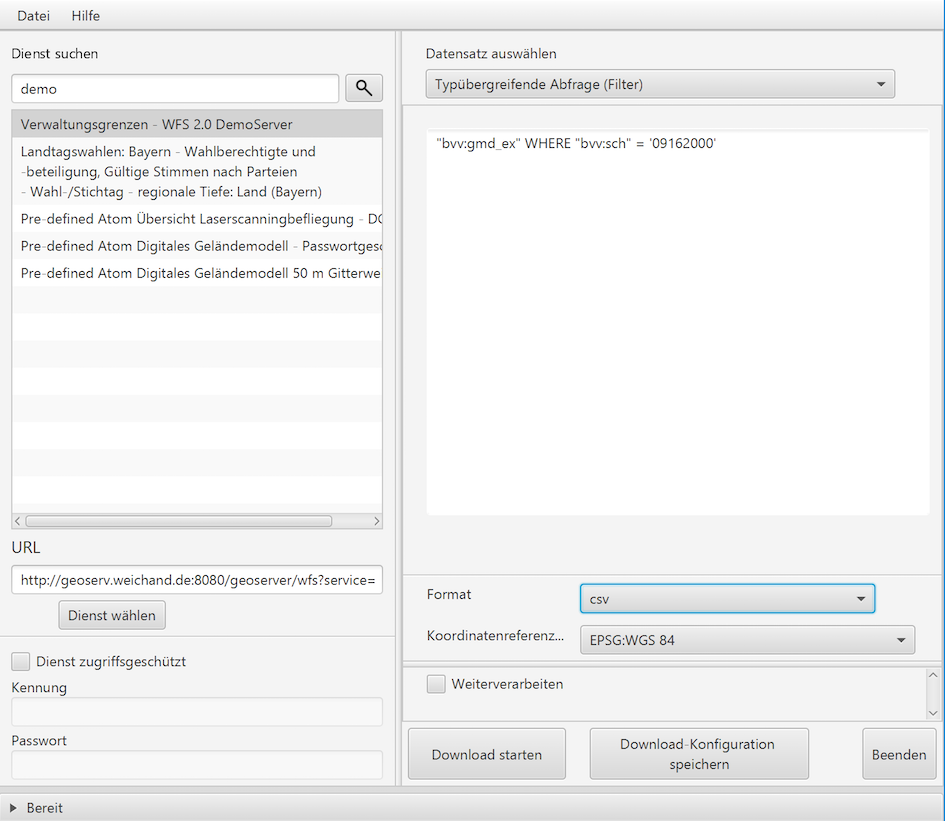 Datei Hilfe
Dienst suchen
demo
Verwaltungsgrenzen - WFS 2.0 DemoServer
Landtagswahlen: Bayern - Wahlberechtigte und
-beteiligung, Gültige Stimmen nach Parteien
- Wahl-/Stichtag - regionale Tiefe: Land (Bayern)
Pre-defined Atom Übersicht Laserscanningbefliegung - DG
Pre-defined Atom Digitales Geländemodell - Passwortgesc
Pre-defined Atom Digitales Geländemodell 50 m Gitterwe
URL
http://geoserv.weichand.de:8080/geoserver/wfs?service=
Dienst wählen
Dienst zugriffsgeschützt
Kennung
Passwort
Datensatz auswählen
Typübergreifende Abfrage (Filter)
"bvv:gmd_ex" WHERE "bvv:sch" = '09162000'
Format
csv
Koordinatenreferenz...
EPSG:WGS 84
Weiterverarbeiten
Download starten
Download-Konfiguration
speichern
Beenden
Bereit